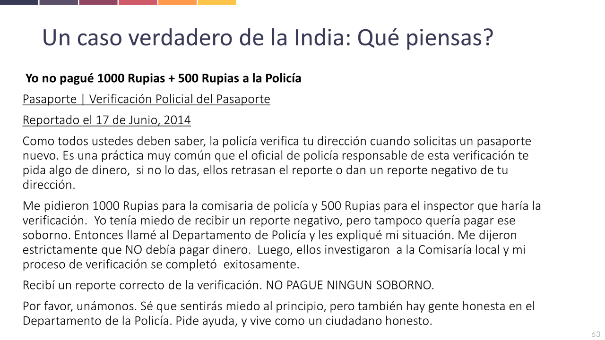 Un caso verdadero de la India: Qué piensas?
Yo no pagué 1000 Rupias + 500 Rupias a la Policía
Pasaporte | Verificación Policial del Pasaporte
Reportado el 17 de Junio, 2014
Como todos ustedes deben saber, la policía verifica tu dirección cuando solicitas un pasaporte
nuevo. Es una práctica muy común que el oficial de policía responsable de esta verificación te
pida algo de dinero, si no lo das, ellos retrasan el reporte o dan un reporte negativo de tu
dirección.
Me pidieron 1000 Rupias para la comisaria de policía y 500 Rupias para el inspector que haría la
verificación. Yo tenía miedo de recibir un reporte negativo, pero tampoco quería pagar ese
soborno. Entonces llamé al Departamento de Policía y les expliqué mi situación. Me dijeron
estrictamente que NO debía pagar dinero. Luego, ellos investigaron a la Comisaría local y mi
proceso de verificación se completó exitosamente.
Recibí un reporte correcto de la verificación. NO PAGUE NINGUN SOBORNO.
Por favor, unámonos. Sé que sentirás miedo al principio, pero también hay gente honesta en el
Departamento de la Policía. Pide ayuda, y vive como un ciudadano honesto.
63